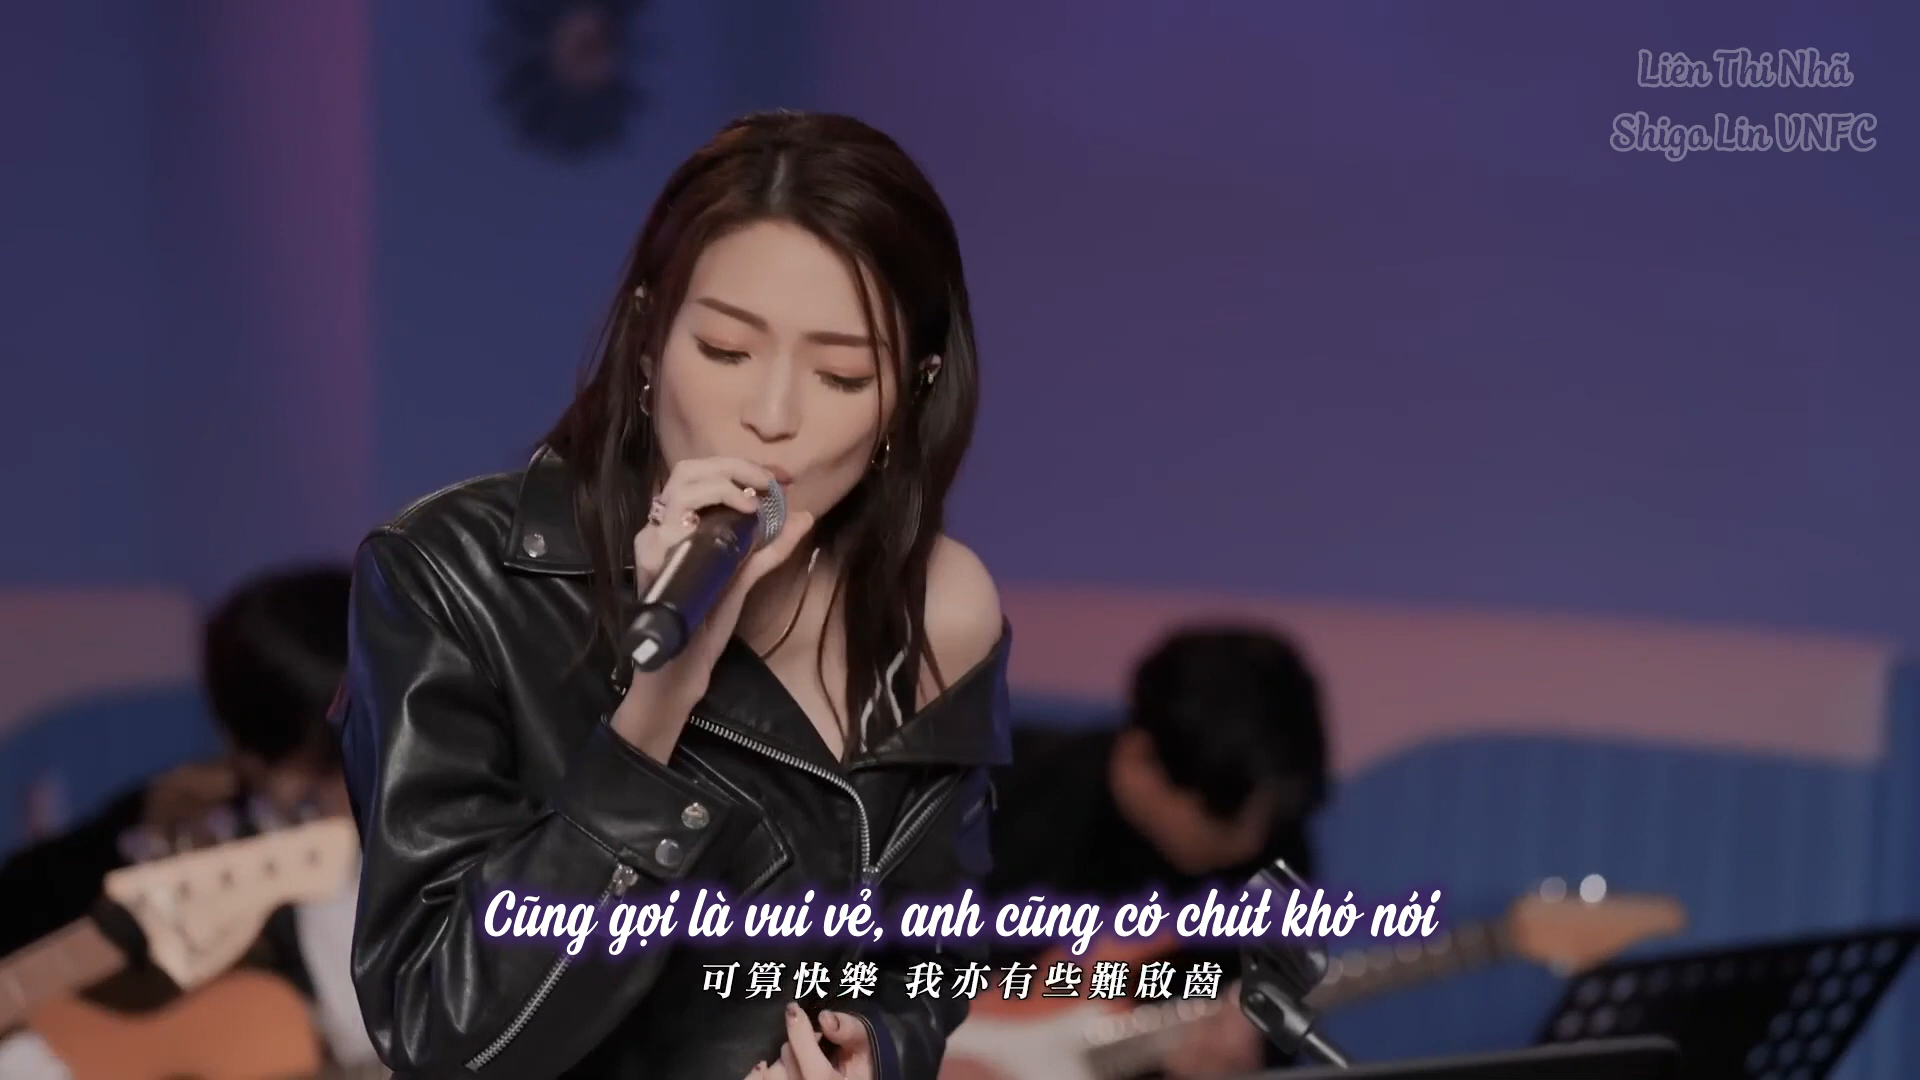 Liên Thi Nhã
Shiga Lin VNFC
Cũng gọi là vui vẻ, anh cũng có chút khó nói
可算快樂 我亦有些難啟齒